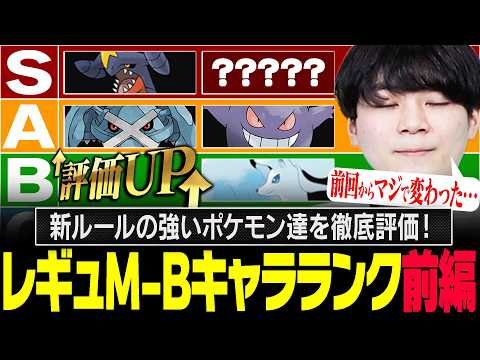 S
?????
A
B
評価UP
前回からマジで変わった…
新ルールの強いポケモン達を徹底評価!
レギュM-Bキャラランク前編